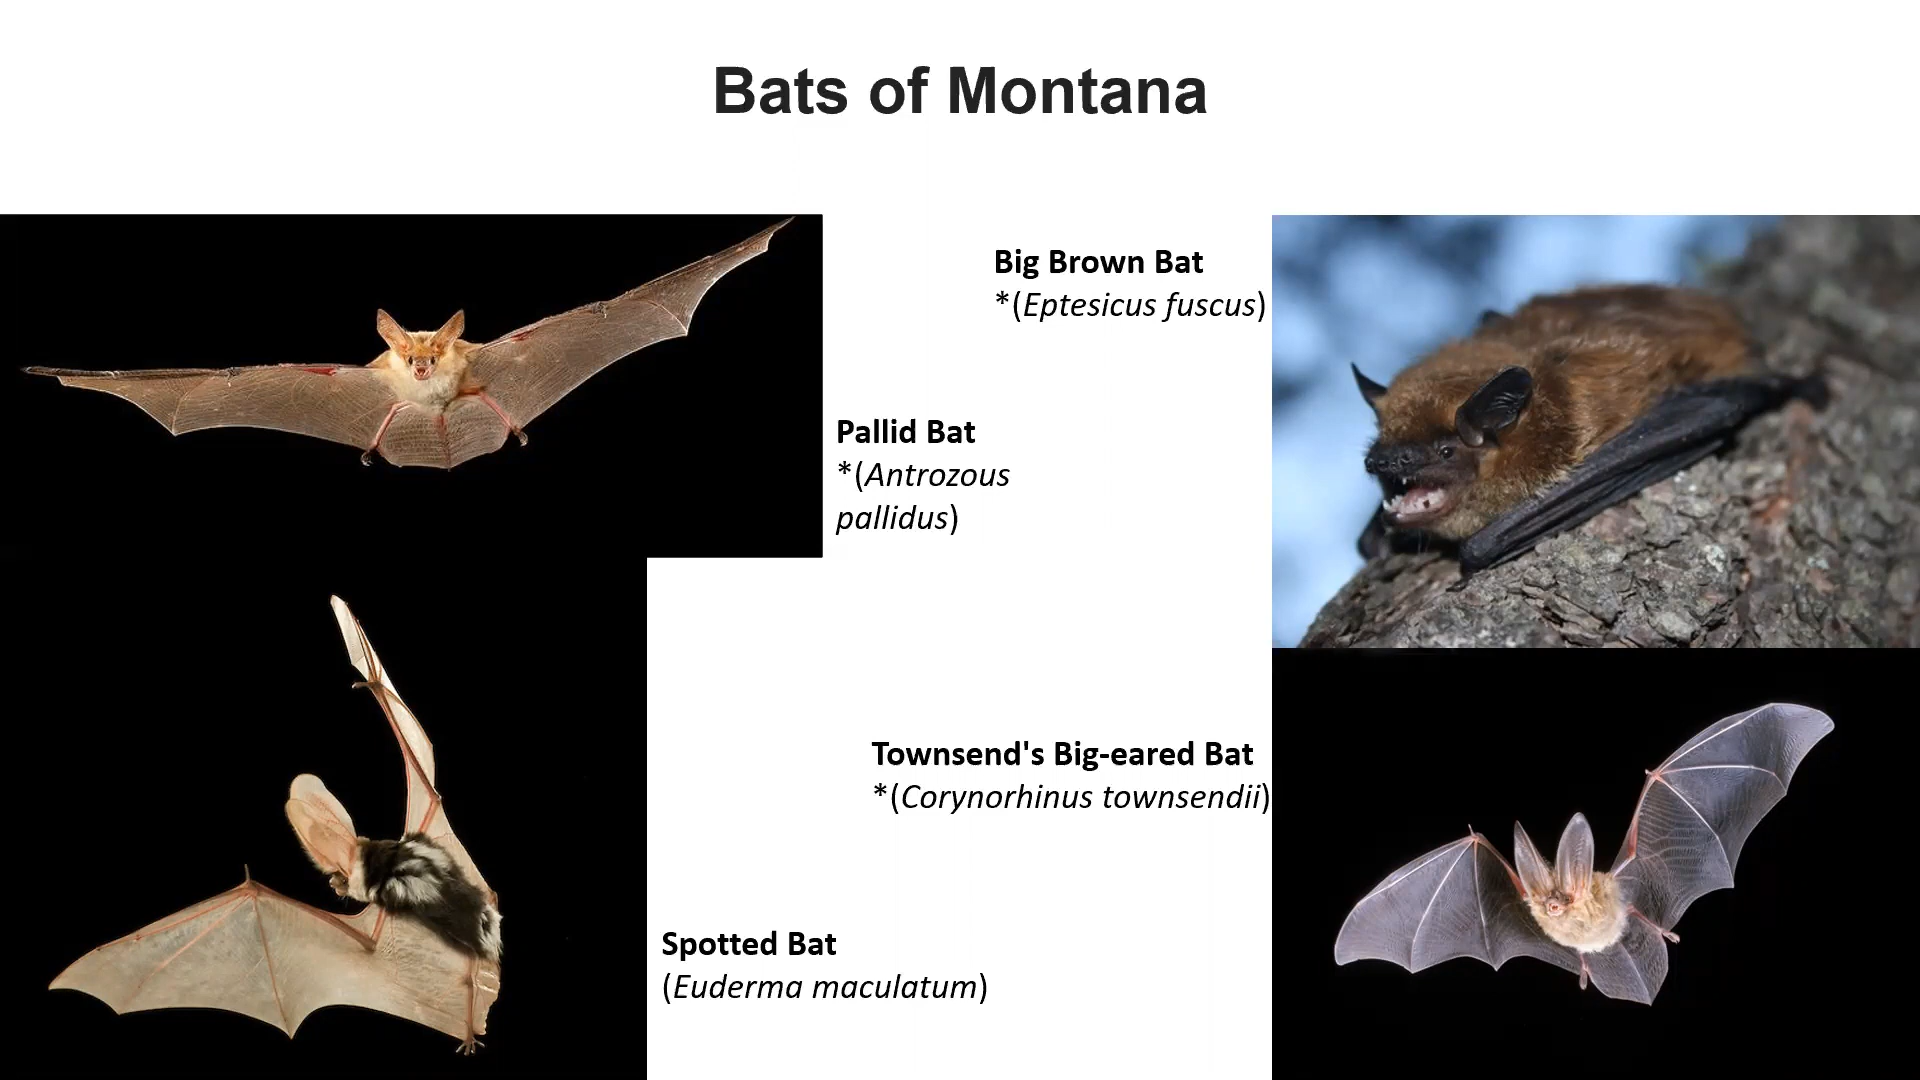 Bats of Montana
Big Brown Bat
*(Eptesicus fuscus)
Pallid Bat
*(Antrozous
pallidus)
Townsend's Big-eared Bat
*(Corynorhinus townsendii)
Spotted Bat
(Euderma maculatum)